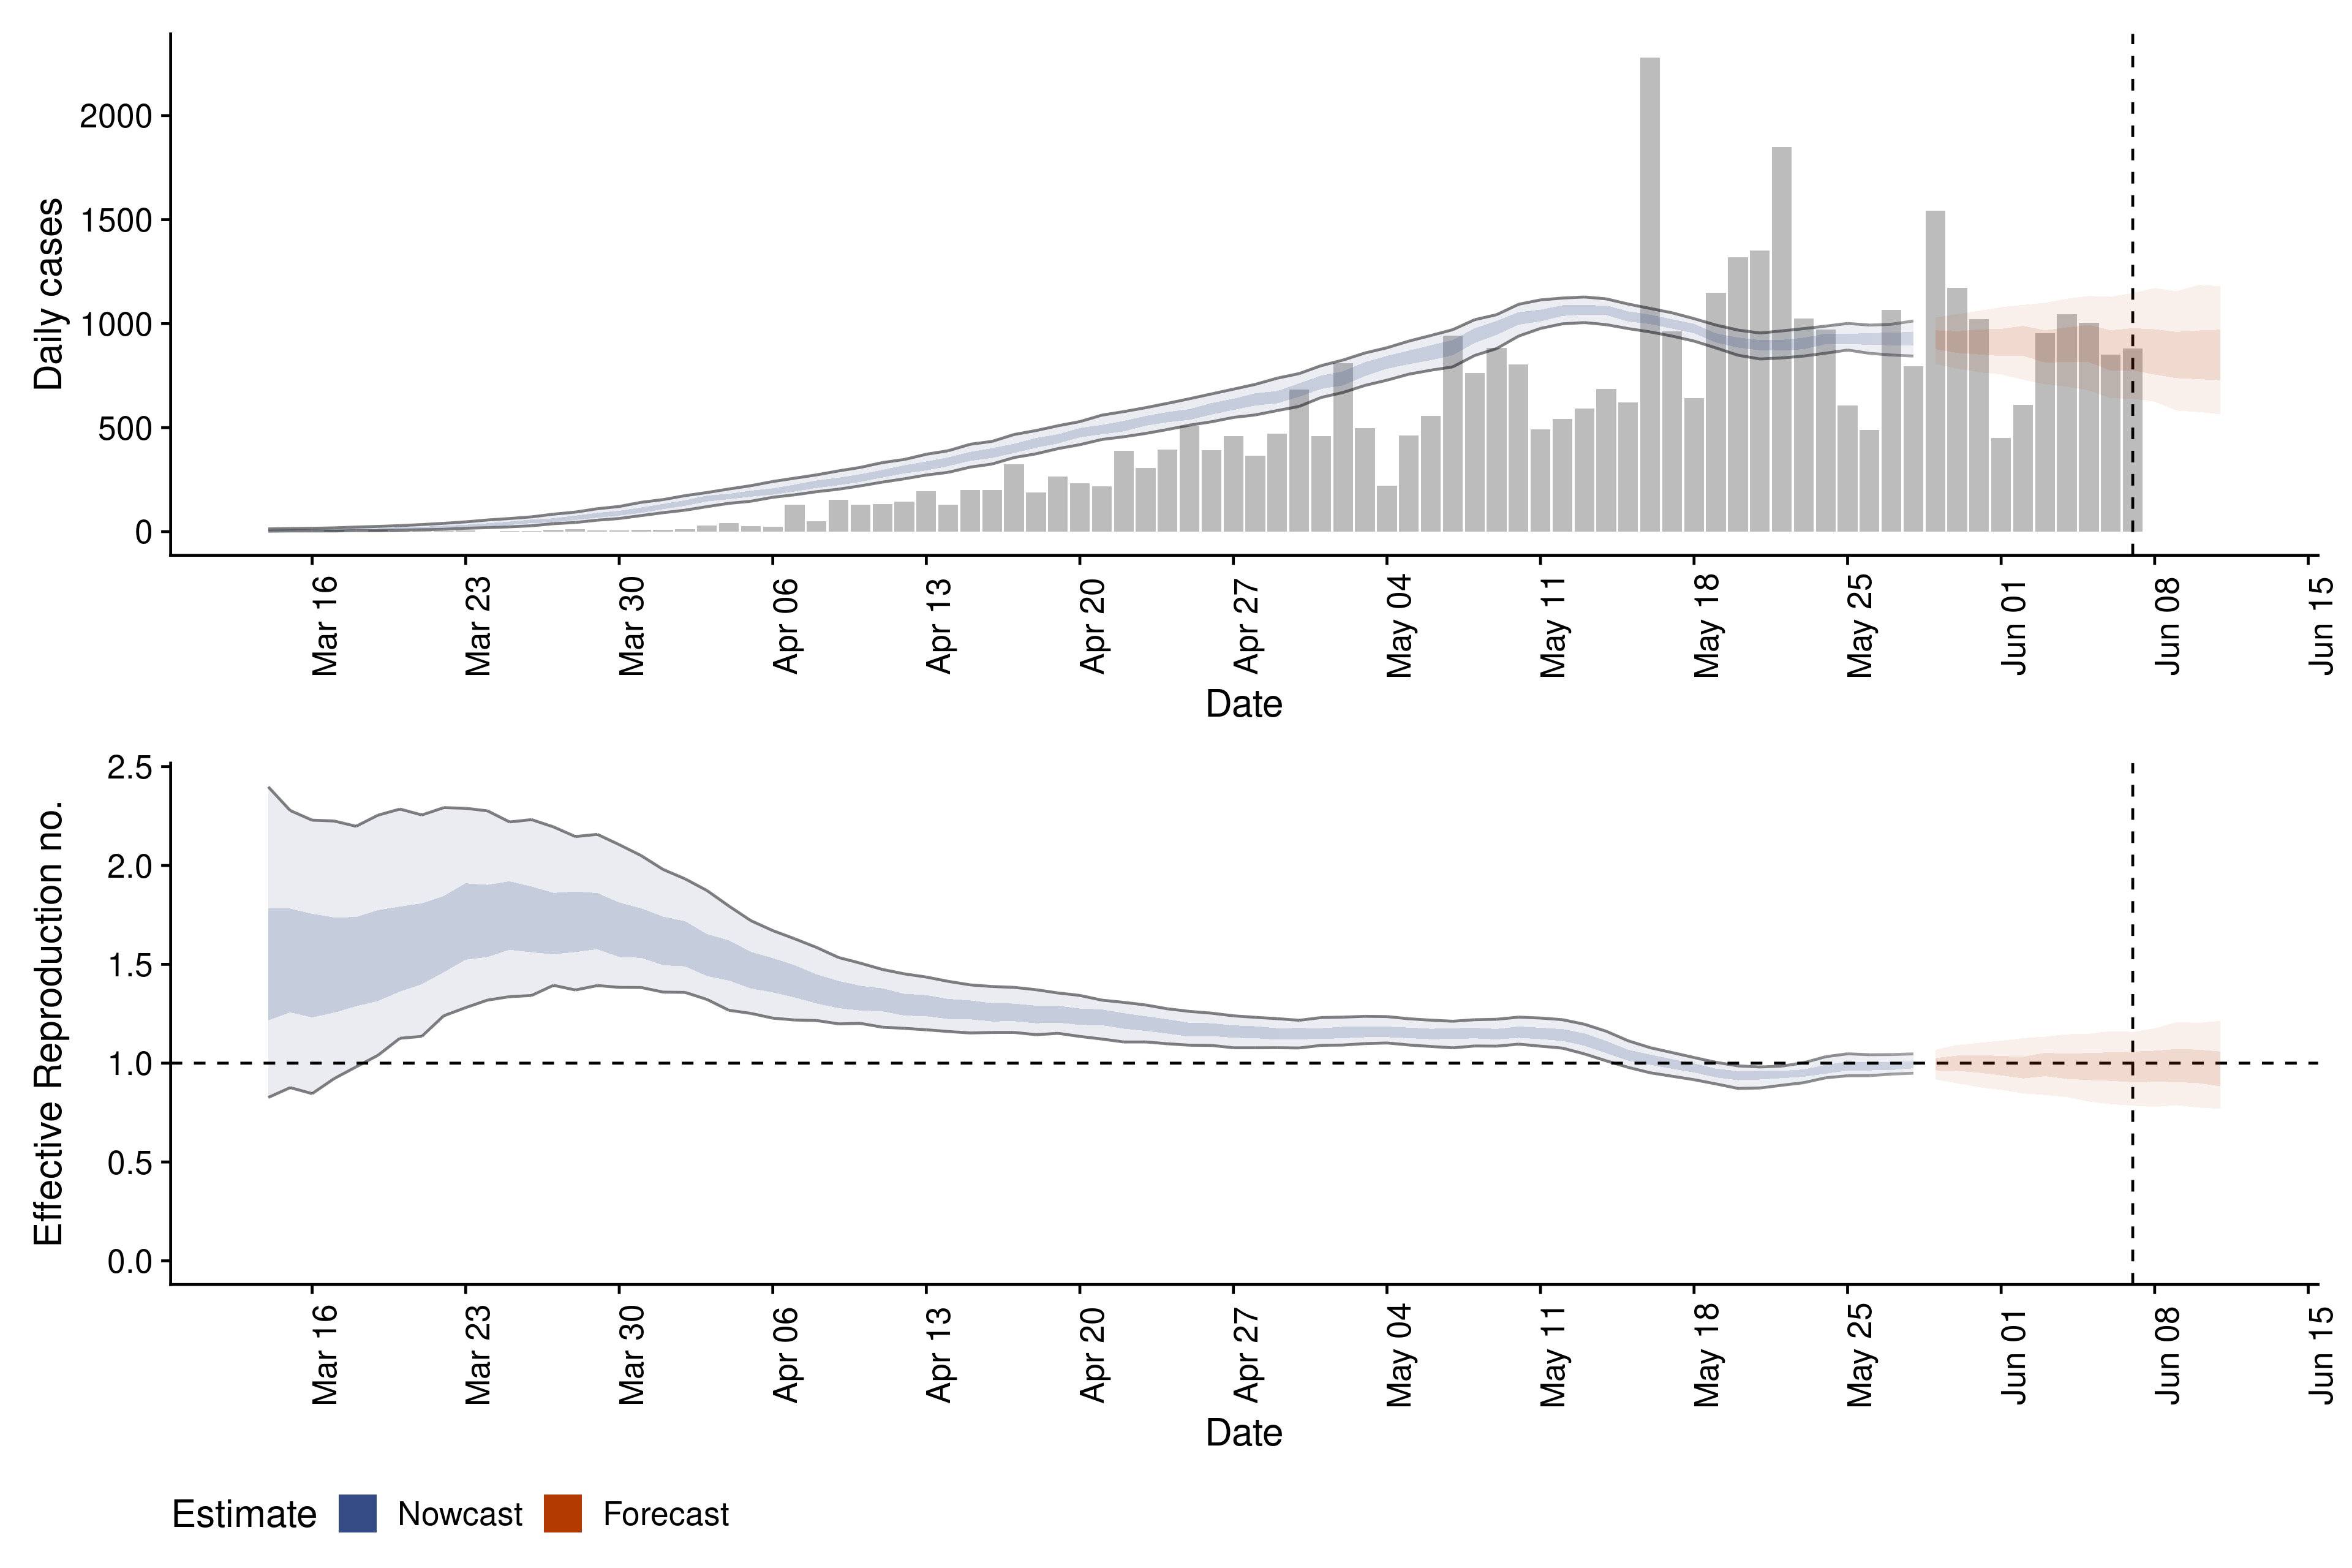 Daily cases
2000
1500
1000
500
0
Mar 16 Mar 23 Mar 30 Apr 06 Apr 13 Apr 20 Apr 27 May 04 May 11 May 18 May 25 Jun 01 Jun 08 Jun 15
Date
Effective Reproduction no.
2.5
2.0
1.5
1.0
0.5
0.0
Mar 16 Mar 23 Mar 30 Apr 06 Apr 13 Apr 20 Apr 27 May 04 May 11 May 18 May 25 Jun 01 Jun 08 Jun 15
Date
Estimate Nowcast Forecast